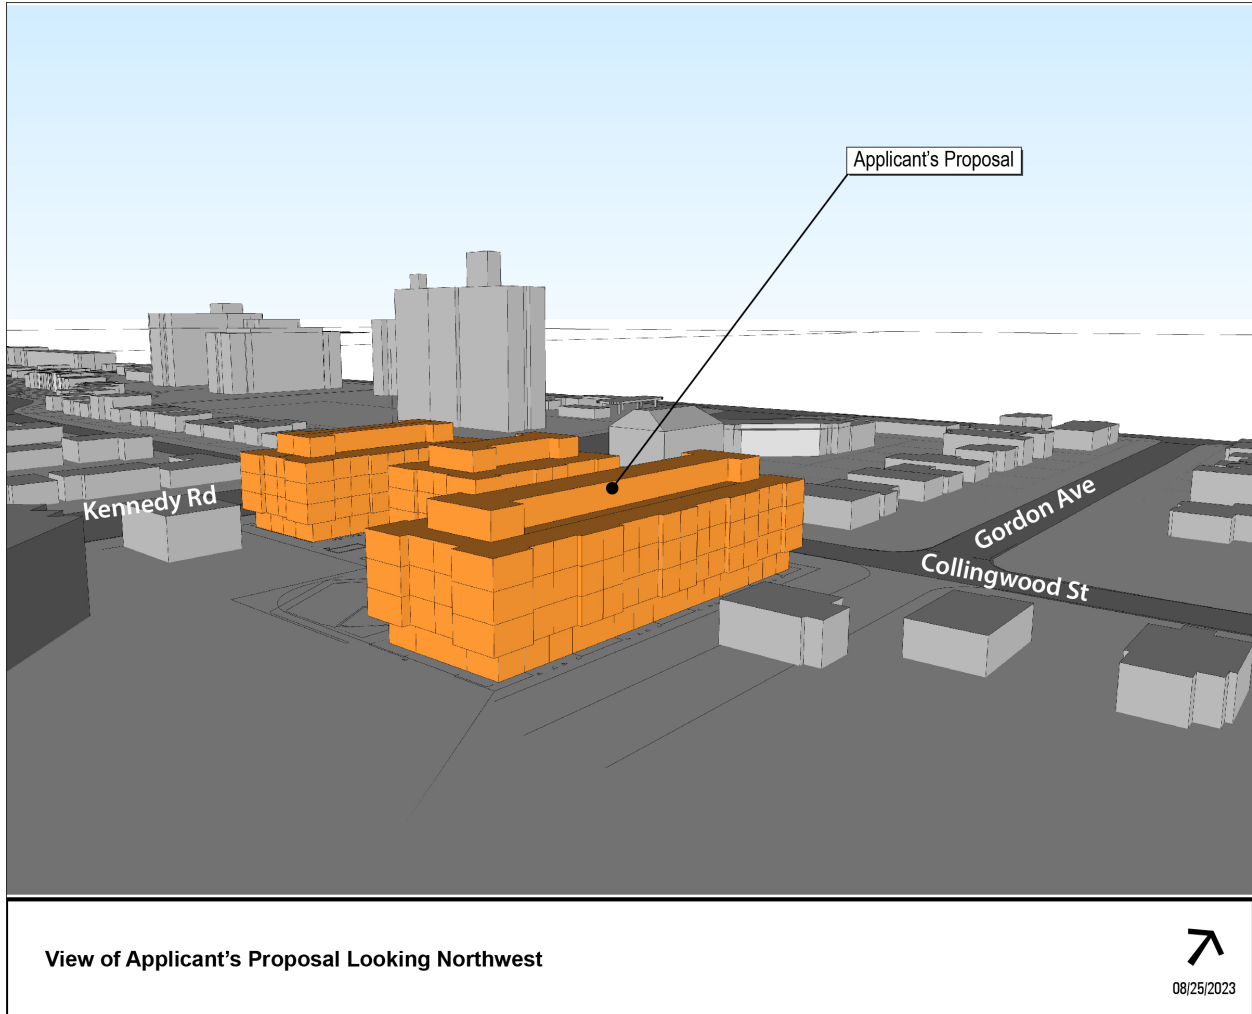 Applicant's Proposal
Kennedy Rd
Gordon Ave
Collingwood St
View of Applicant's Proposal Looking Northwest
08/25/2023